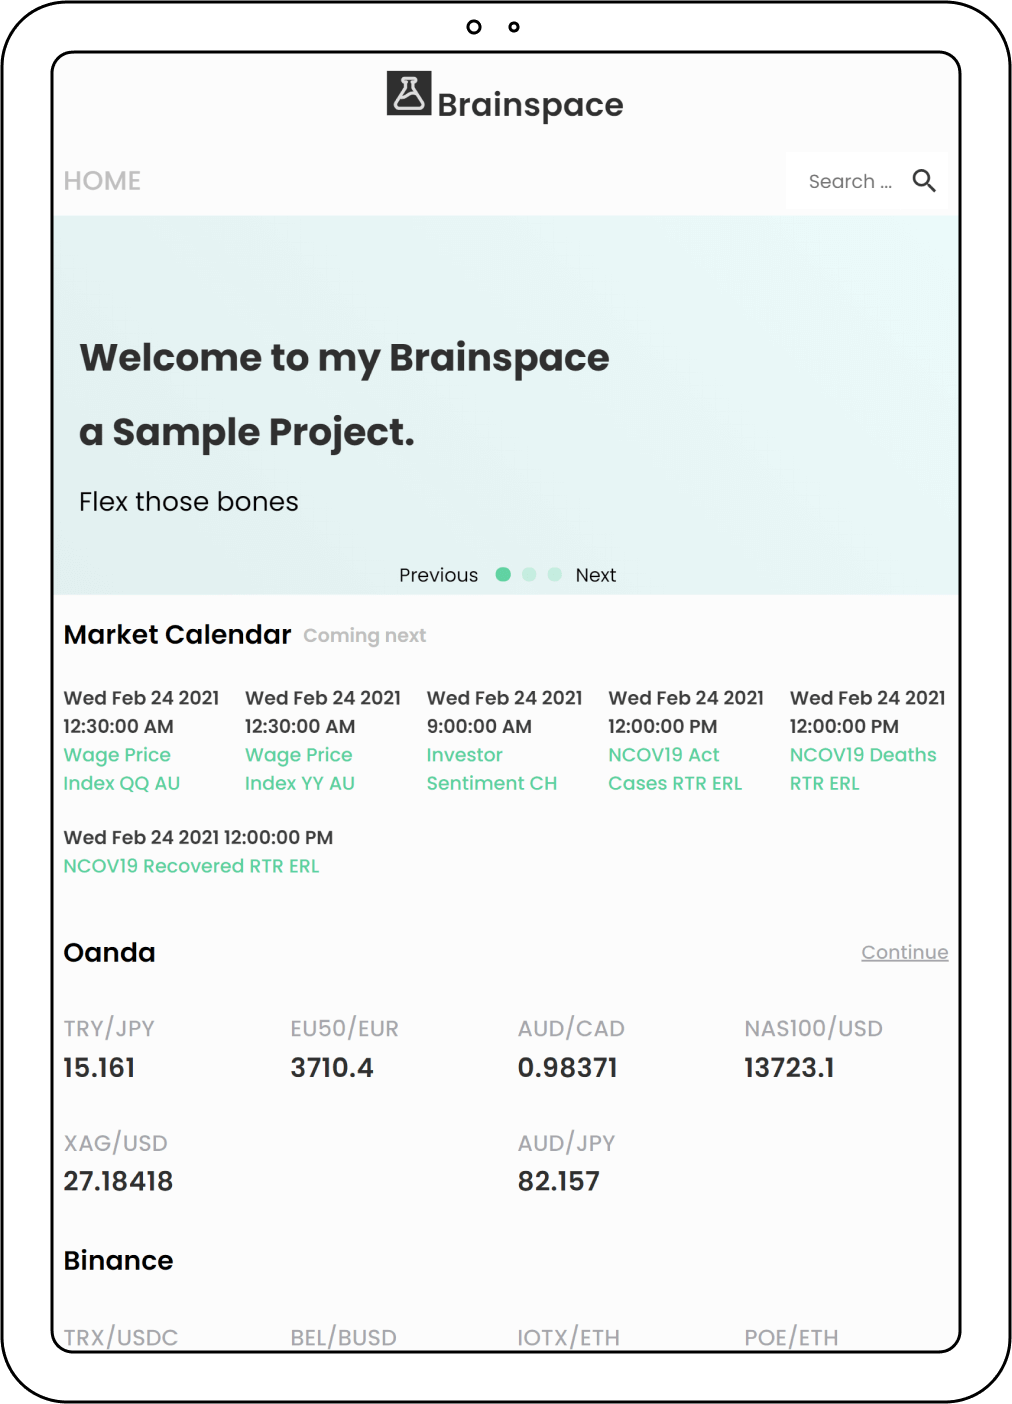 Brainspace
HOME
Search ...
Welcome to my Brainspace
a Sample Project.
Flex those bones
Previous Next
Market Calendar Coming next
Wed Feb 24 2021
12:30:00 AM
Wage Price
Index QQ AU
Wed Feb 24 2021
12:30:00 AM
Wage Price
Index YY AU
Wed Feb 24 2021
9:00:00 AM
Investor
Sentiment CH
Wed Feb 24 2021
12:00:00 PM
NCOV19 Act
Cases RTR ERL
Wed Feb 24 2021
12:00:00 PM
NCOV19 Deaths
RTR ERL
Wed Feb 24 2021 12:00:00 PM
NCOV19 Recovered RTR ERL
Oanda Continue
TRY/JPY
15.161
EU50/EUR
3710.4
AUD/CAD
0.98371
NAS100/USD
13723.1
XAG/USD
27.18418
AUD/JPY
82.157
Binance
TRX/USDC
BEL/BUSD
IOTX/ETH
POE/ETH